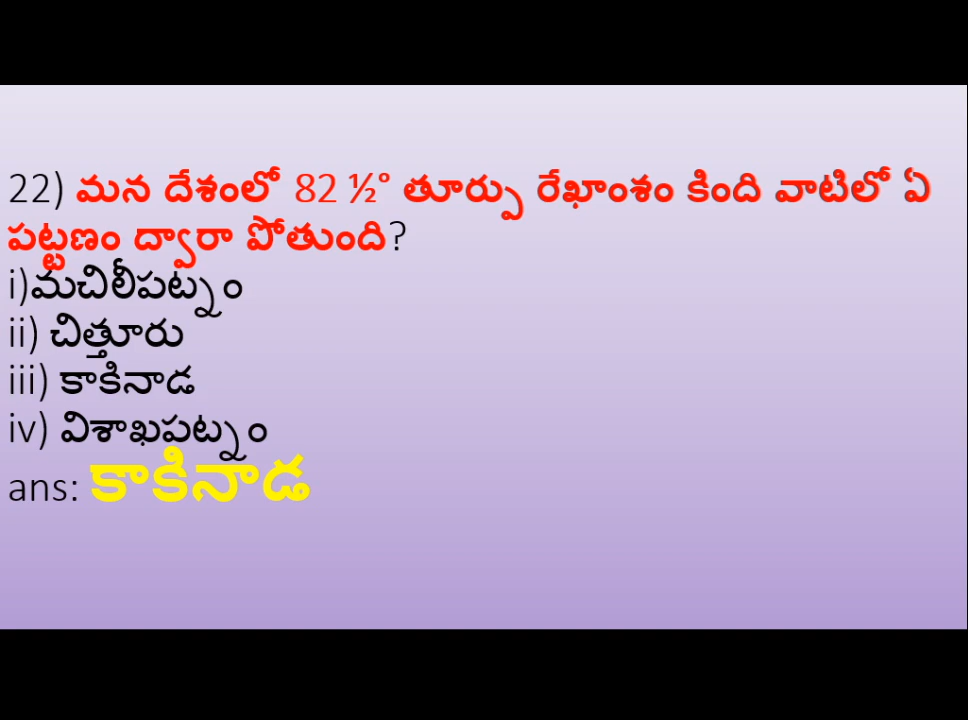 22) మన దేశంలో 82 ½° తూర్పు రేఖాంశం కింది వాటిలో ఏ
పట్టణం ద్వారా పోతుంది?
i)మచిలీపట్నం
ii) చిత్తూరు
iii) కాకినాడ
iv) విశాఖపట్నం
ans: కాకినాడ